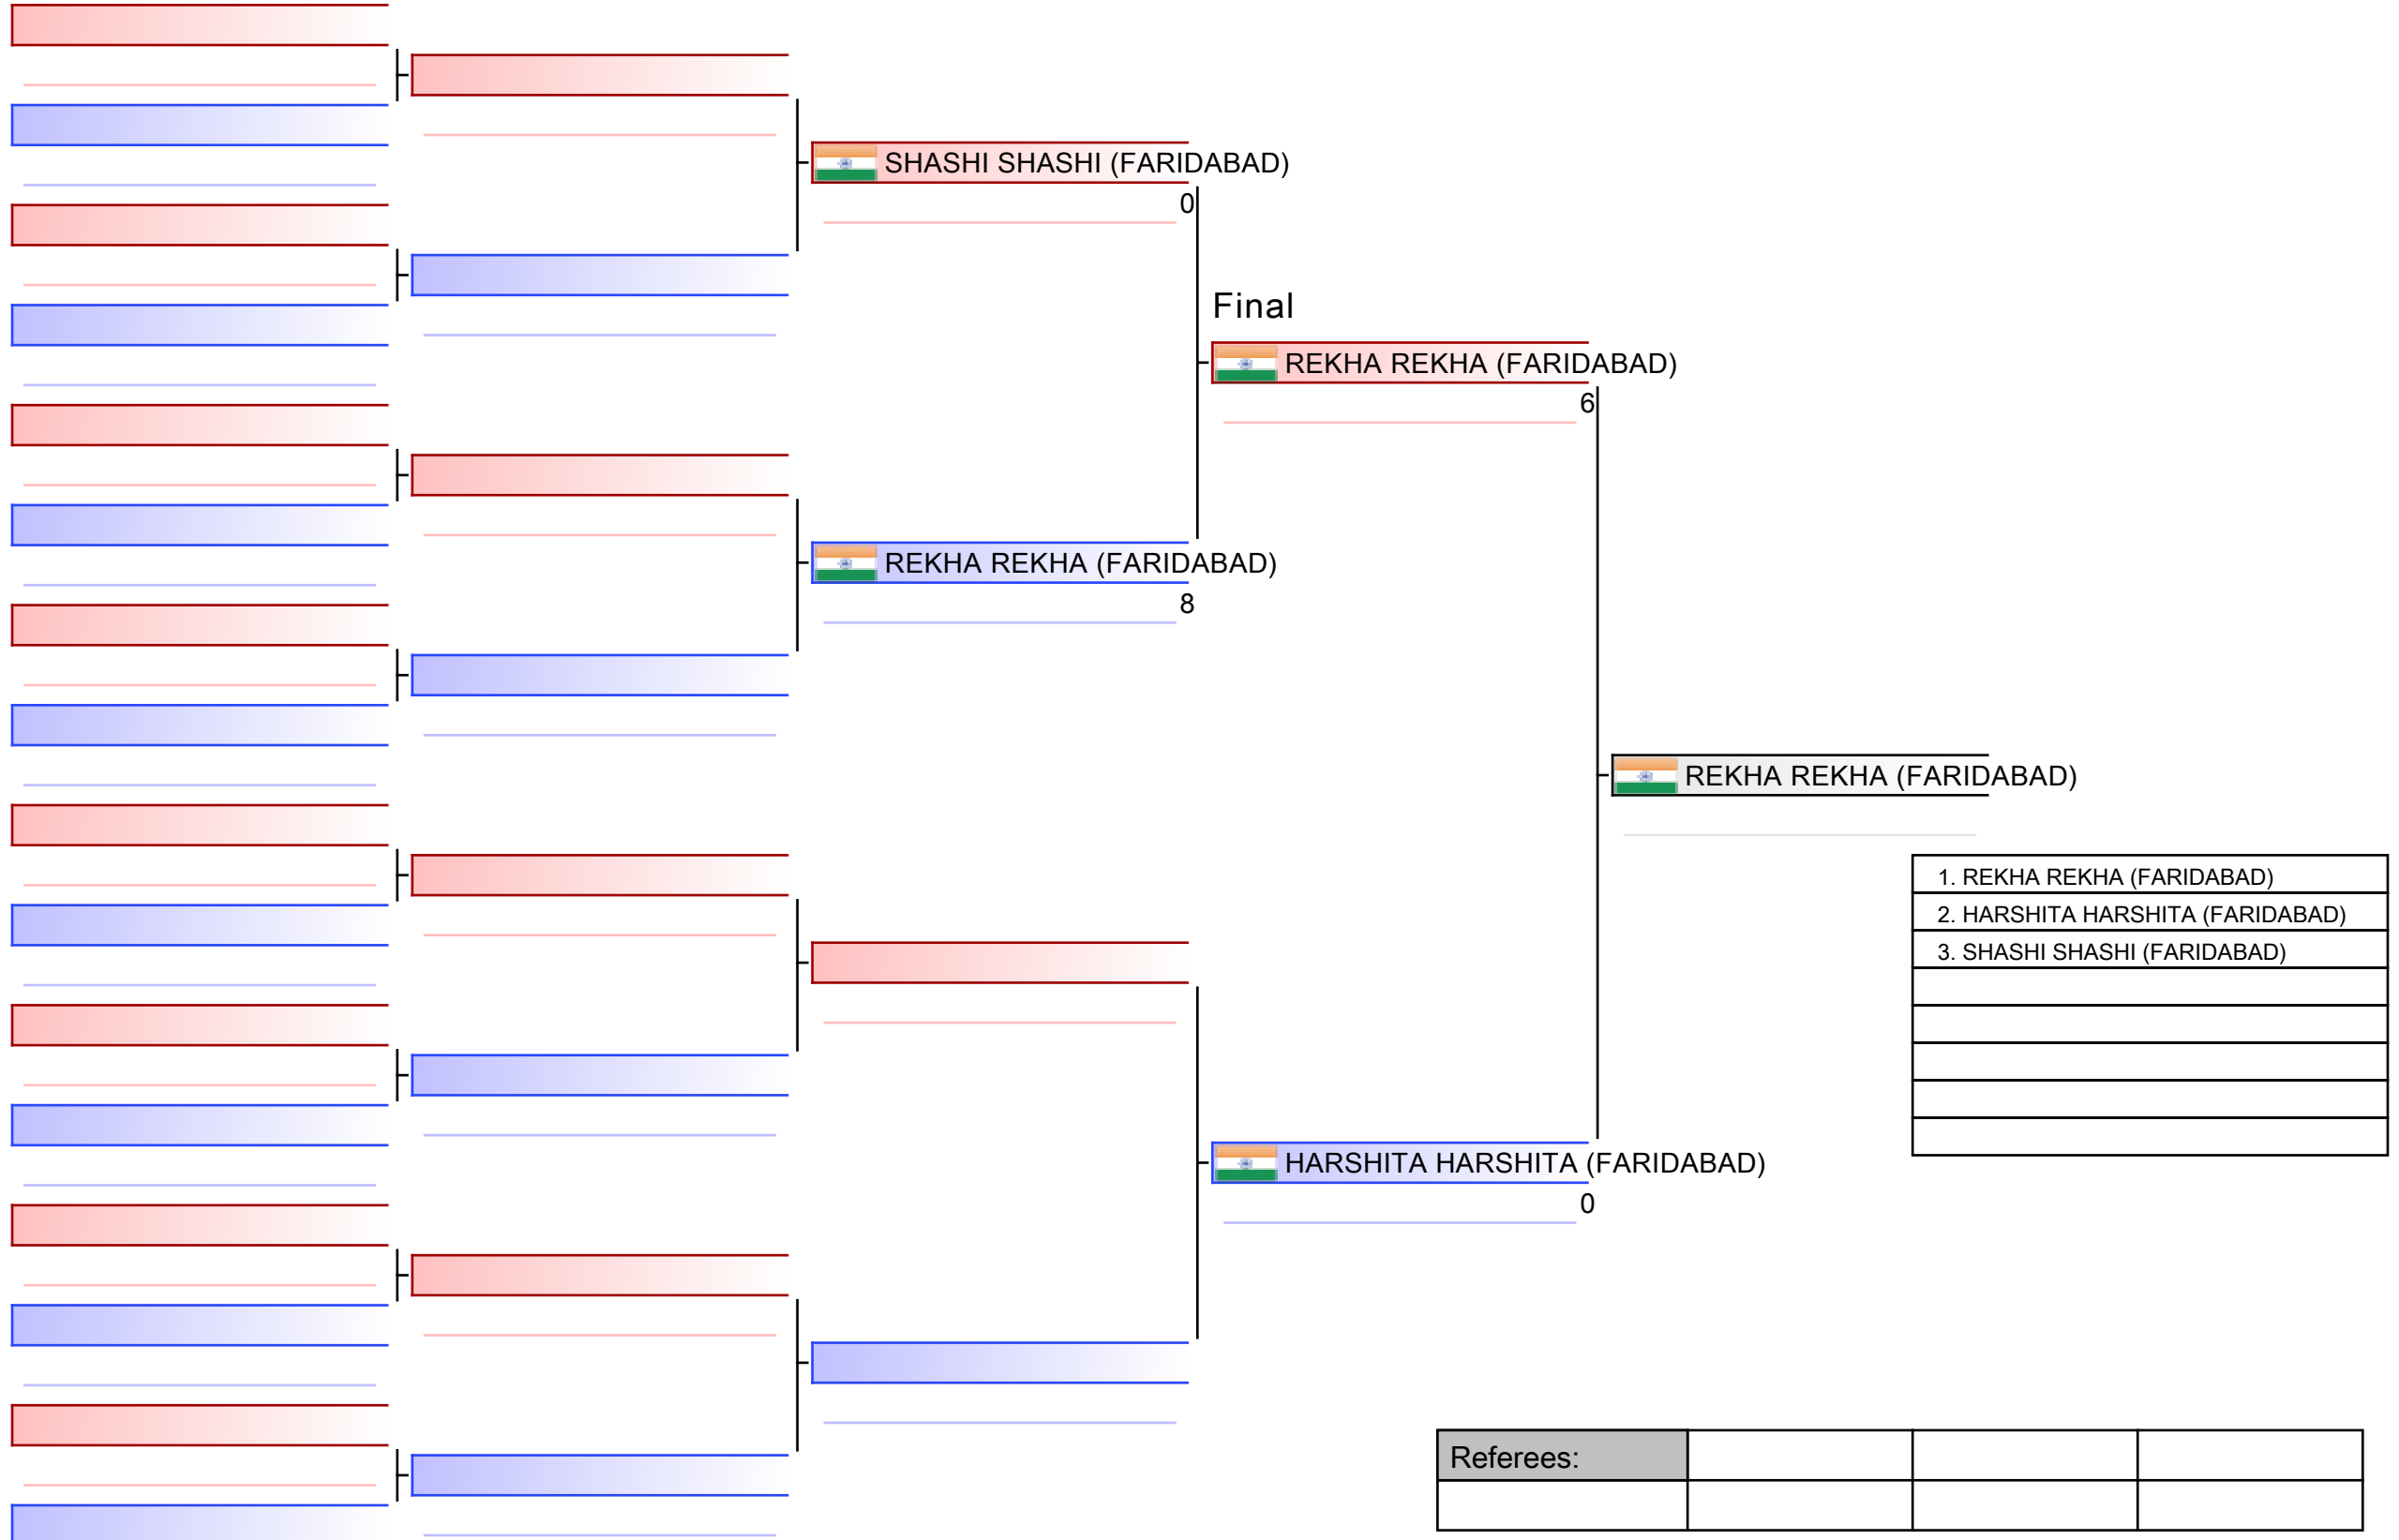 SHASHI SHASHI (FARIDABAD)
0
Final
REKHA REKHA (FARIDABAD)
6
REKHA REKHA (FARIDABAD)
8
REKHA REKHA (FARIDABAD)
1. REKHA REKHA (FARIDABAD)
2. HARSHITA HARSHITA (FARIDABAD)
3. SHASHI SHASHI (FARIDABAD)
HARSHITA HARSHITA (FARIDABAD)
0
Referees: